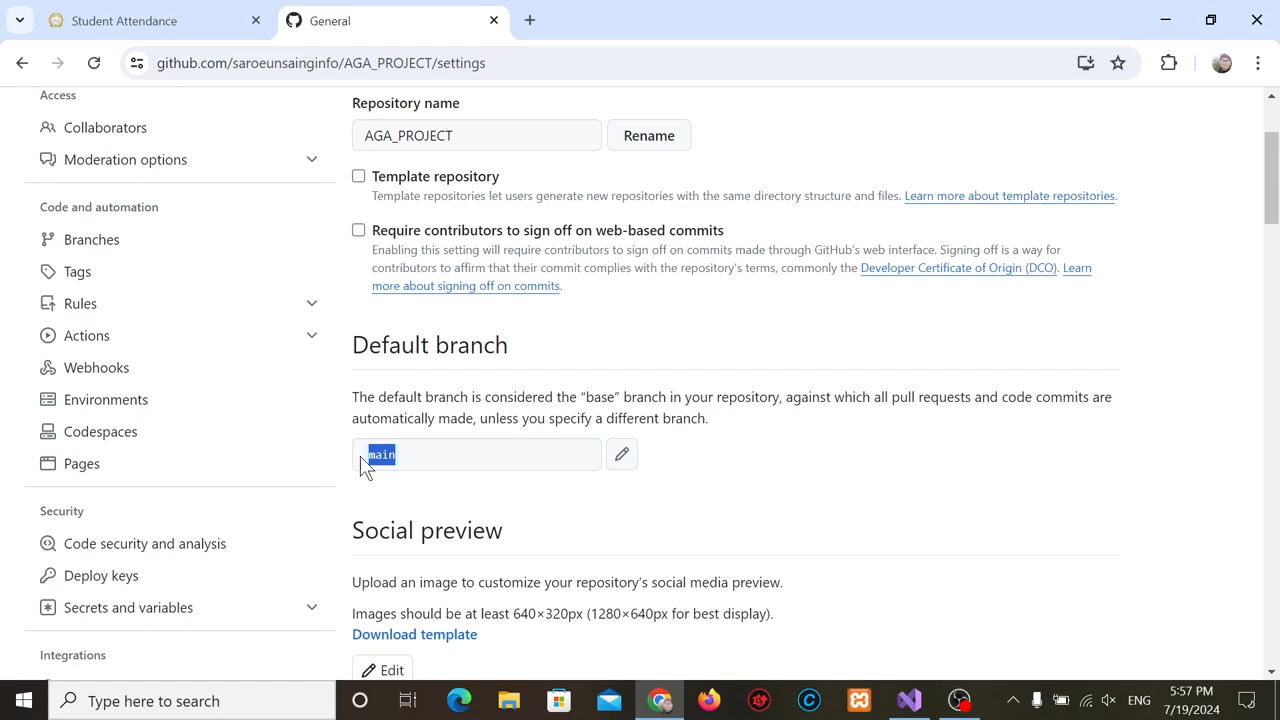 Student Attendance
General
github.com/saroeunsainginfo/AGA_PROJECT/settings
Access
Collaborators
Moderation options
Code and automation
Branches
Tags
Rules
Actions
Webhooks
Environments
Codespaces
Pages
Security
Code security and analysis
Deploy keys
Secrets and variables
Integrations
Repository name
AGA_PROJECT
Rename
Template repository
Template repositories let users generate new repositories with the same directory structure and files. Learn more about template repositories.
Require contributors to sign off on web-based commits
Enabling this setting will require contributors to sign off on commits made through GitHub's web interface. Signing off is a way for
contributors to affirm that their commit complies with the repository's terms, commonly the Developer Certificate of Origin (DCO). Learn
more about signing off on commits.
Default branch
The default branch is considered the “base” branch in your repository, against which all pull requests and code commits are
automatically made, unless you specify a different branch.
main
Social preview
Upload an image to customize your repository's social media preview.
Images should be at least 640×320px (1280×640px for best display).
Download template
Edit
Type here to search
ENG
5:57 PM
7/19/2024